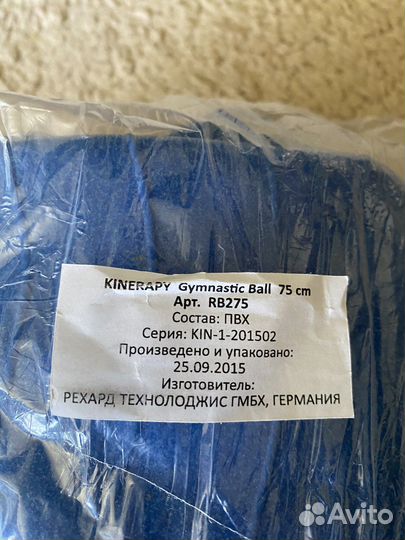 KINERAPY Gymnastic Ball 75 cm
Арт. RB275
Состав: ПВХ
Серия: KIN-1-201502
Произведено и упаковано:
25.09.2015
Изготовитель:
РЕХАРД ТЕХНОЛОДЖИС ГМБХ, ГЕРМАНИЯ
Avito